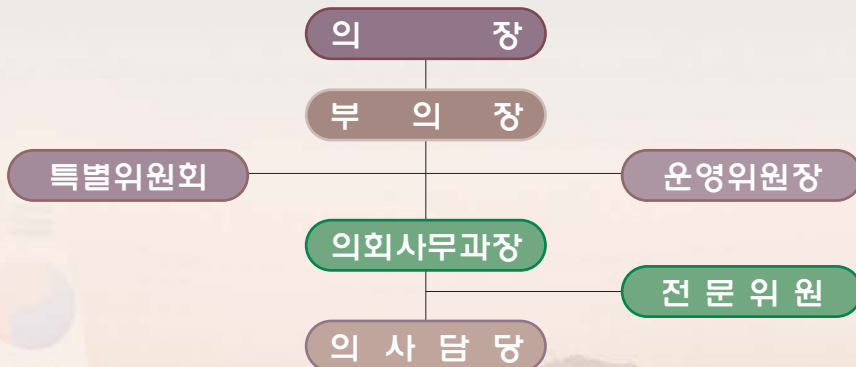 의 장
부 의 장
특별위원회
운영위원장
의회사무과장
전 문 위 원
의 사 담 당